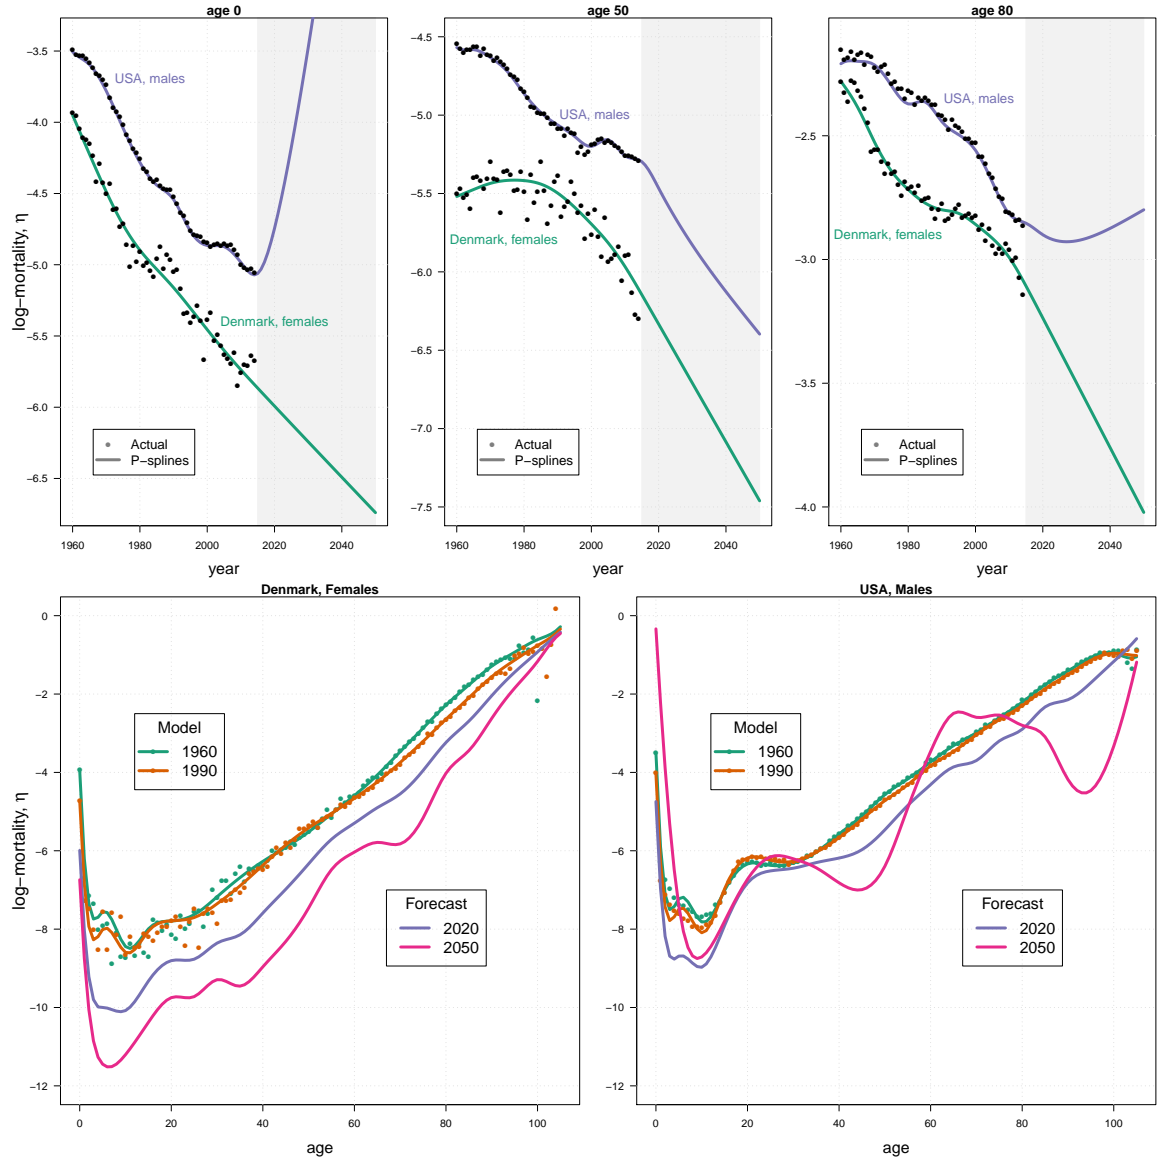 age 0
age 50
age 80
log−mortality, η
−3.5
−4.0
−4.5
−5.0
−5.5
−6.0
−6.5
USA, males
Denmark, females
Actual
P−splines
1960
1980
2000
2020
2040
year
−4.5
−5.0
−5.5
−6.0
−6.5
−7.0
−7.5
USA, males
Denmark, females
Actual
P−splines
1960
1980
2000
2020
2040
year
−2.5
−3.0
−3.5
−4.0
USA, males
Denmark, females
Actual
P−splines
1960
1980
2000
2020
2040
year
Denmark, Females
log−mortality, η
0
−2
−4
−6
−8
−10
−12
Model
1960
1990
Forecast
2020
2050
0
20
40
60
80
100
age
USA, Males
0
−2
−4
−6
−8
−10
−12
Model
1960
1990
Forecast
2020
2050
0
20
40
60
80
100
age